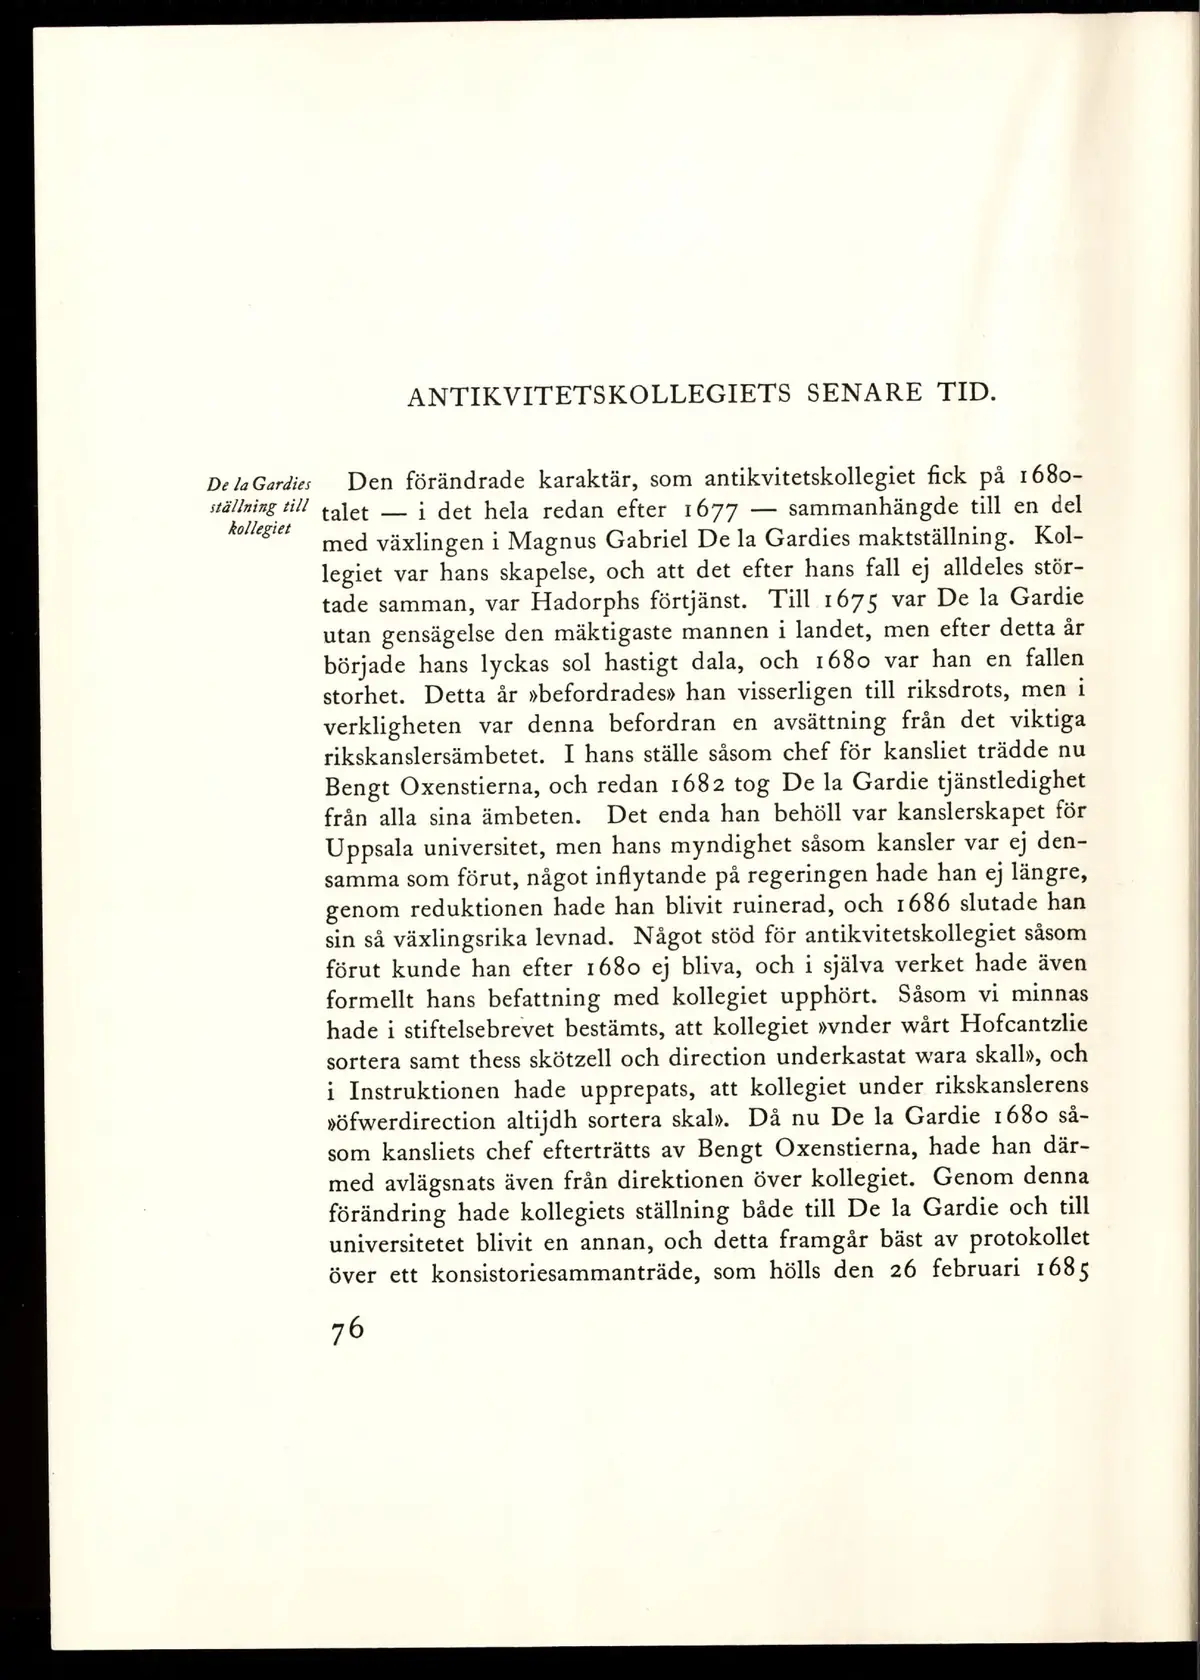 ANTIKVITETSKOLLEGIETS SENARE TID.
De la Gardies
ställning till
kollegiet
Den förändrade karaktär, som antikvitetskollegiet fick på 1680-
talet — i det hela redan efter 1677 — sammanhängde till en del
med växlingen i Magnus Gabriel De la Gardies maktställning. Kol-
legiet var hans skapelse, och att det efter hans fall ej alldeles stör-
tade samman, var Hadorphs förtjänst. Till 1675 var De la Gardie
utan gensägelse den mäktigaste mannen i landet, men efter detta år
började hans lyckas sol hastigt dala, och 1680 var han en fallen
storhet. Detta år »befordrades» han visserligen till riksdrots, men i
verkligheten var denna befordran en avsättning från det viktiga
rikskanslersämbetet. I hans ställe såsom chef för kansliet trädde nu
Bengt Oxenstierna, och redan 1682 tog De la Gardie tjänstledighet
från alla sina ämbeten. Det enda han behöll var kanslerskapet för
Uppsala universitet, men hans myndighet såsom kansler var ej den-
samma som förut, något inflytande på regeringen hade han ej längre,
genom reduktionen hade han blivit ruinerad, och 1686 slutade han
sin så växlingsrika levnad. Något stöd för antikvitetskollegiet såsom
förut kunde han efter 1680 ej bliva, och i själva verket hade även
formellt hans befattning med kollegiet upphört. Såsom vi minnas
hade i stiftelsebrevet bestämts, att kollegiet »vnder wårt Hofcantzlie
sortera samt thess skötzell och direction underkastat wara skall», och
i Instruktionen hade upprepats, att kollegiet under rikskanslerens
»öfwerdirection altijdh sortera skal». Då nu De la Gardie 1680 så-
som kansliets chef efterträtts av Bengt Oxenstierna, hade han där-
med avlägsnats även från direktionen över kollegiet. Genom denna
förändring hade kollegiets ställning både till De la Gardie och till
universitetet blivit en annan, och detta framgår bäst av protokollet
över ett konsistoriesammanträde, som hölls den 26 februari 1685
76